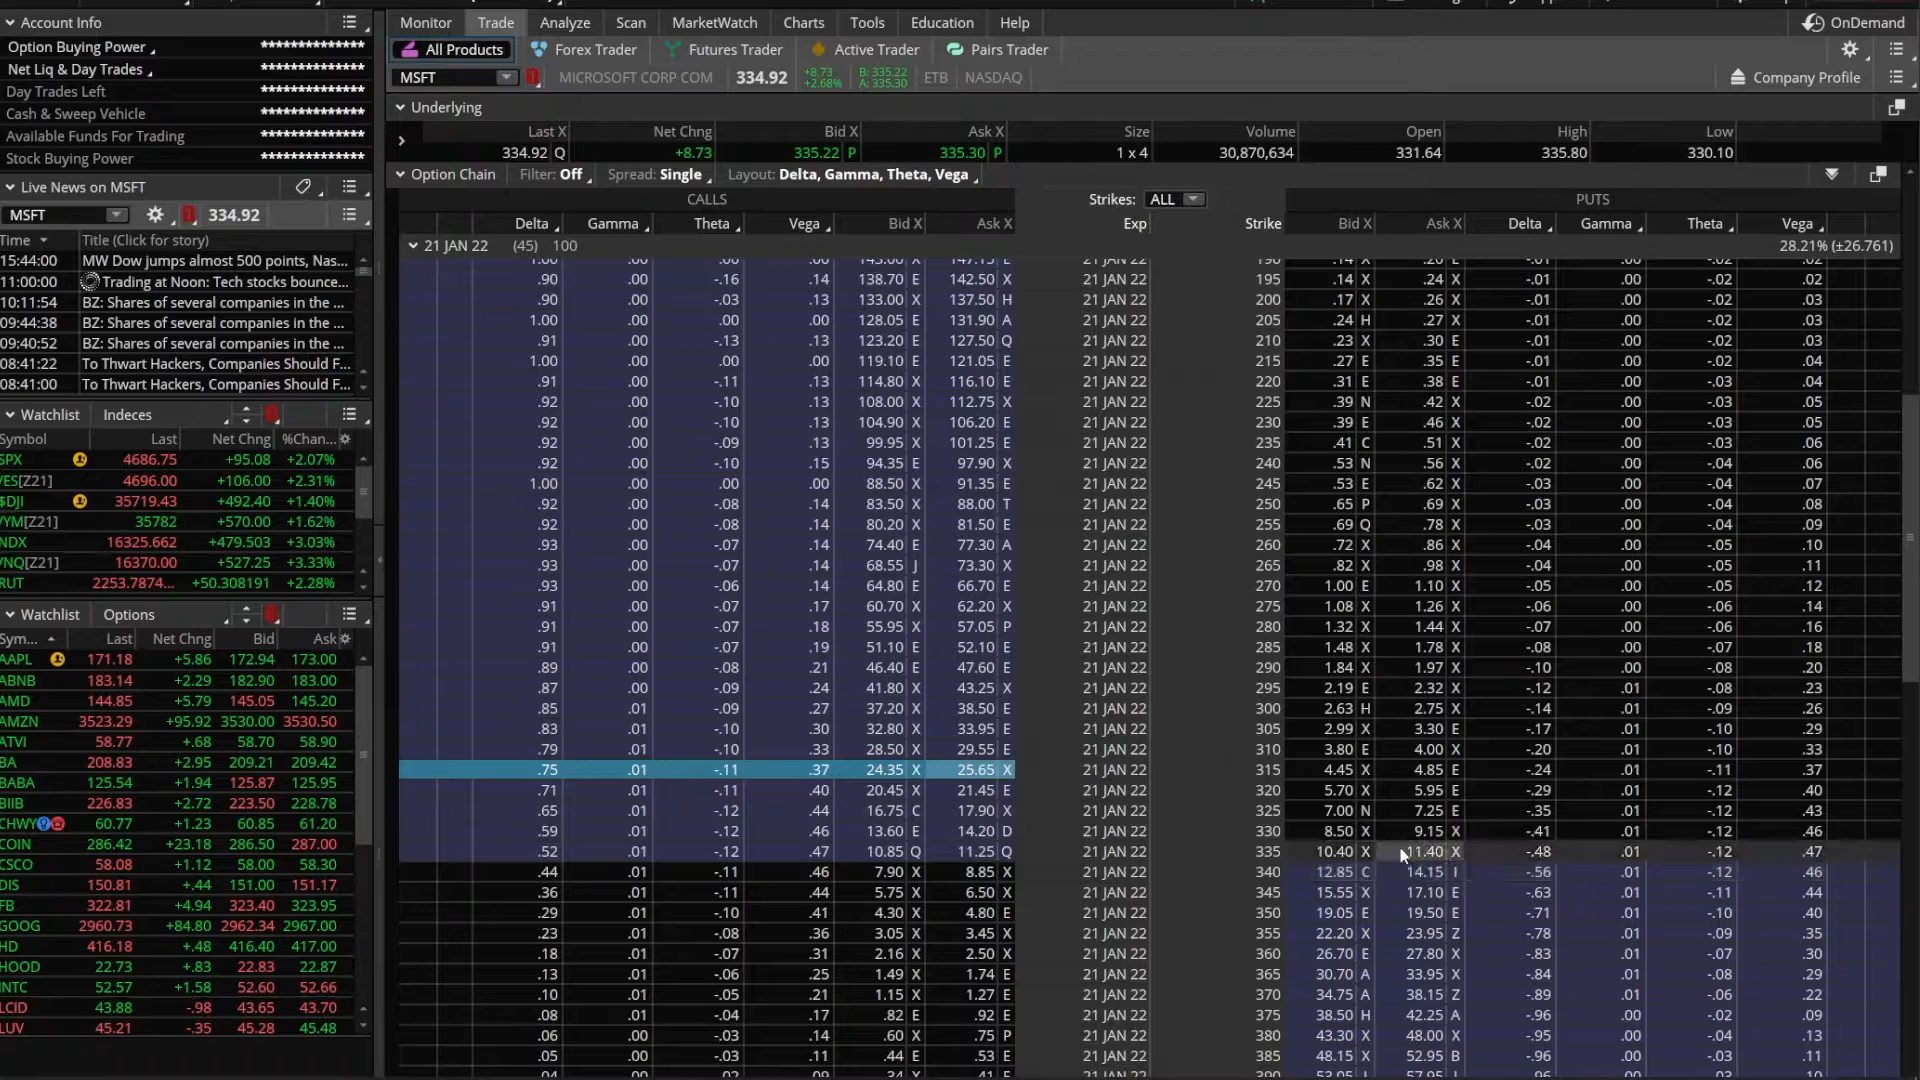 Account Info
Option Buying Power ******************
Net Liq & Day Trades ******************
Day Trades Left ******************
Cash & Sweep Vehicle ******************
Available Funds For Trading ******************
Stock Buying Power ******************
Live News on MSFT
MSFT 334.92
Time Title (Click for story)
15:44:00 MW Dow jumps almost 500 points, Nas...
11:00:00 Trading at Noon: Tech stocks bounce...
10:11:54 BZ: Shares of several companies in the ...
09:44:38 BZ: Shares of several companies in the ...
09:40:52 BZ: Shares of several companies in the ...
08:41:22 To Thwart Hackers, Companies Should F...
08:41:00 To Thwart Hackers, Companies Should F...
Watchlist Indeces
Symbol Last Net Chng %Chan...
SPX 4686.75 +95.08 +2.07%
/ES[Z21] 4696.00 +106.00 +2.31%
$DJI 35719.43 +492.40 +1.40%
/YM[Z21] 35782 +570.00 +1.62%
NDX 16325.662 +479.503 +3.03%
/NQ[Z21] 16370.00 +527.25 +3.33%
RUT 2253.7874... +50.308191 +2.28%
Watchlist Options
Sym... Last Net Chng Bid Ask
AAPL 171.18 +5.86 172.94 173.00
ABNB 183.14 +2.29 182.90 183.00
AMD 144.85 +5.79 145.05 145.20
AMZN 3523.29 +95.92 3530.00 3530.50
ATVI 58.77 +.68 58.70 58.90
BA 208.83 +2.95 209.21 209.42
BABA 124.54 +1.94 125.87 125.95
BIIB 226.83 +2.72 223.50 228.78
CHWY 60.77 +1.23 60.85 61.20
COIN 286.42 +23.18 286.50 287.00
CSCO 58.08 +1.12 58.00 58.30
DIS 150.81 +.44 151.00 151.17
FB 322.81 +4.94 323.40 323.95
GOOG 2960.73 +84.80 2962.34 2967.00
HD 416.18 +.48 416.40 417.00
HOOD 22.73 +.83 22.83 22.87
INTC 52.57 +1.58 52.60 52.66
LCID 43.88 -.98 43.65 43.70
LUV 45.21 -.35 45.28 45.48
Monitor Trade Analyze Scan MarketWatch Charts Tools Education Help OnDemand
All Products Forex Trader Futures Trader Active Trader Pairs Trader
MSFT MICROSOFT CORP COM 334.92 +8.73 +2.68% B: 335.22 A: 335.30 ETB NASDAQ Company Profile
Underlying
Last X Net Chng Bid X Ask X Size Volume Open High Low
334.92 Q +8.73 335.22 P 335.30 P 1 x 4 30,870,634 331.64 335.80 330.10
Option Chain Filter: Off Spread: Single Layout: Delta, Gamma, Theta, Vega
CALLS Strikes: ALL PUTS
Delta Gamma Theta Vega Bid X Ask X Exp Strike Bid X Ask X Delta Gamma Theta Vega
21 JAN 22 (45) 100 28.21% (±26.761)
.90 .00 -.16 .14 138.70 E 142.50 X 21 JAN 22 195 .14 X .24 X -.01 .00 -.02 .02
.90 .00 -.03 .13 133.00 X 137.50 H 21 JAN 22 200 .17 X .26 X -.01 .00 -.02 .03
1.00 .00 .00 .00 128.05 E 131.90 A 21 JAN 22 205 .24 H .27 X -.01 .00 -.02 .03
.91 .00 -.13 .13 123.20 E 127.50 Q 21 JAN 22 210 .23 X .30 E -.01 .00 -.02 .03
1.00 .00 .00 .00 119.10 E 121.05 E 21 JAN 22 215 .27 E .35 E -.01 .00 -.02 .04
.91 .00 -.11 .13 114.80 X 116.10 E 21 JAN 22 220 .31 E .38 E -.01 .00 -.03 .04
.92 .00 -.10 .13 108.00 X 112.75 X 21 JAN 22 225 .39 N .42 X -.02 .00 -.03 .05
.92 .00 -.10 .13 104.90 X 106.20 E 21 JAN 22 230 .39 E .46 X -.02 .00 -.03 .05
.92 .00 -.09 .13 99.95 X 101.25 E 21 JAN 22 235 .41 C .51 X -.02 .00 -.03 .06
.92 .00 -.10 .15 94.35 E 97.90 X 21 JAN 22 240 .53 N .56 X -.02 .00 -.04 .06
1.00 .00 .00 .00 88.50 X 91.35 E 21 JAN 22 245 .53 E .62 X -.03 .00 -.04 .07
.92 .00 -.08 .14 83.50 X 88.00 T 21 JAN 22 250 .65 P .69 X -.03 .00 -.04 .08
.92 .00 -.08 .14 80.20 X 81.50 E 21 JAN 22 255 .69 Q .78 X -.03 .00 -.04 .09
.93 .00 -.07 .14 74.40 E 77.30 A 21 JAN 22 260 .72 X .86 X -.04 .00 -.05 .10
.93 .00 -.07 .14 68.55 J 73.30 X 21 JAN 22 265 .82 X .98 X -.04 .00 -.05 .11
.93 .00 -.06 .14 64.80 E 66.70 E 21 JAN 22 270 1.00 E 1.10 X -.05 .00 -.05 .12
.91 .00 -.07 .17 60.70 X 62.20 X 21 JAN 22 275 1.08 X 1.26 X -.06 .00 -.06 .14
.91 .00 -.07 .18 55.95 X 57.05 P 21 JAN 22 280 1.32 X 1.44 X -.07 .00 -.06 .16
.91 .00 -.07 .19 51.10 E 52.10 E 21 JAN 22 285 1.48 X 1.78 X -.08 .00 -.07 .18
.89 .00 -.08 .21 46.40 E 47.60 E 21 JAN 22 290 1.84 X 1.97 X -.10 .00 -.08 .20
.87 .00 -.09 .24 41.80 X 43.25 X 21 JAN 22 295 2.19 E 2.32 X -.12 .01 -.08 .23
.85 .01 -.09 .27 37.20 X 38.50 E 21 JAN 22 300 2.63 H 2.75 X -.14 .01 -.09 .26
.83 .01 -.10 .30 32.80 X 33.95 E 21 JAN 22 305 2.99 X 3.30 E -.17 .01 -.10 .29
.79 .01 -.10 .33 28.50 X 29.55 E 21 JAN 22 310 3.80 E 4.00 X -.20 .01 -.10 .33
.75 .01 -.11 .37 24.35 X 25.65 X 21 JAN 22 315 4.45 X 4.85 E -.24 .01 -.11 .37
.71 .01 -.11 .40 20.45 X 21.45 E 21 JAN 22 320 5.70 X 5.95 E -.29 .01 -.12 .40
.65 .01 -.12 .44 16.75 C 17.90 X 21 JAN 22 325 7.00 N 7.25 E -.35 .01 -.12 .43
.59 .01 -.12 .46 13.60 E 14.20 D 21 JAN 22 330 8.50 X 9.15 X -.41 .01 -.12 .46
.52 .01 -.12 .47 10.85 Q 11.25 Q 21 JAN 22 335 10.40 X 11.40 X -.48 .01 -.12 .47
.44 .01 -.11 .46 7.90 X 8.85 X 21 JAN 22 340 12.85 C 14.15 I -.56 .01 -.12 .46
.36 .01 -.11 .44 5.75 X 6.50 X 21 JAN 22 345 15.55 X 17.10 E -.63 .01 -.11 .44
.29 .01 -.10 .41 4.30 X 4.80 E 21 JAN 22 350 19.05 E 19.50 E -.71 .01 -.10 .40
.23 .01 -.08 .36 3.05 X 3.45 X 21 JAN 22 355 22.20 X 23.95 Z -.78 .01 -.09 .35
.18 .01 -.07 .31 2.16 X 2.50 X 21 JAN 22 360 26.70 E 27.80 X -.83 .01 -.07 .30
.13 .01 -.06 .25 1.49 X 1.74 E 21 JAN 22 365 30.70 A 33.95 X -.84 .01 -.08 .29
.10 .01 -.05 .21 1.15 X 1.27 E 21 JAN 22 370 34.75 A 38.15 Z -.89 .01 -.06 .22
.08 .01 -.04 .17 .82 E .92 E 21 JAN 22 375 38.50 H 42.25 A -.96 .01 -.02 .09
.06 .00 -.03 .14 .60 X .75 P 21 JAN 22 380 43.30 X 48.00 X -.95 .00 -.04 .13
.05 .00 -.03 .11 .44 E .53 E 21 JAN 22 385 48.15 X 52.95 B -.96 .00 -.03 .11